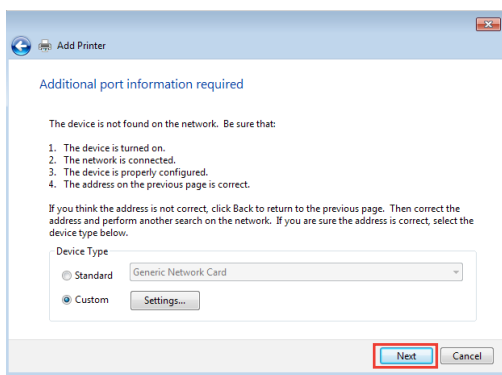 Add Printer
Additional port information required
The device is not found on the network. Be sure that:
1. The device is turned on.
2. The network is connected.
3. The device is properly configured.
4. The address on the previous page is correct.
If you think the address is not correct, click Back to return to the previous page. Then correct the
address and perform another search on the network. If you are sure the address is correct, select the
device type below.
Device Type
Standard Generic Network Card
Custom Settings...
Next Cancel